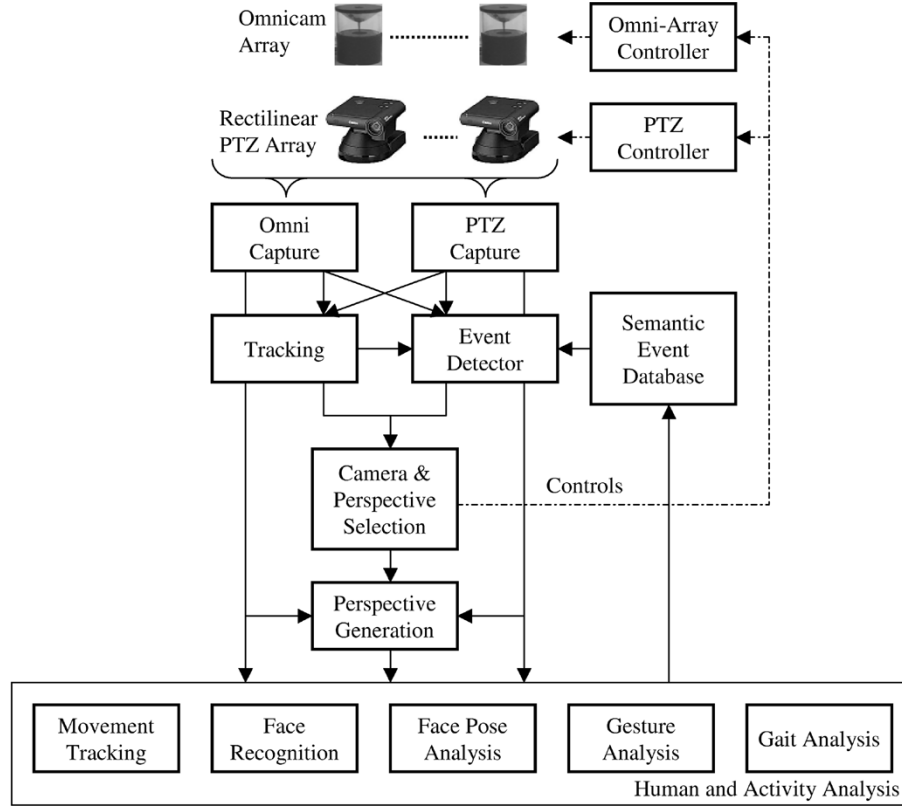 Omnicam
Array
Omni-Array
Controller
Rectilinear
PTZ Array
PTZ
Controller
Omni
Capture
PTZ
Capture
Tracking
Event
Detector
Semantic
Event
Database
Camera &
Perspective
Selection
Controls
Perspective
Generation
Movement
Tracking
Face
Recognition
Face Pose
Analysis
Gesture
Analysis
Gait Analysis
Human and Activity Analysis